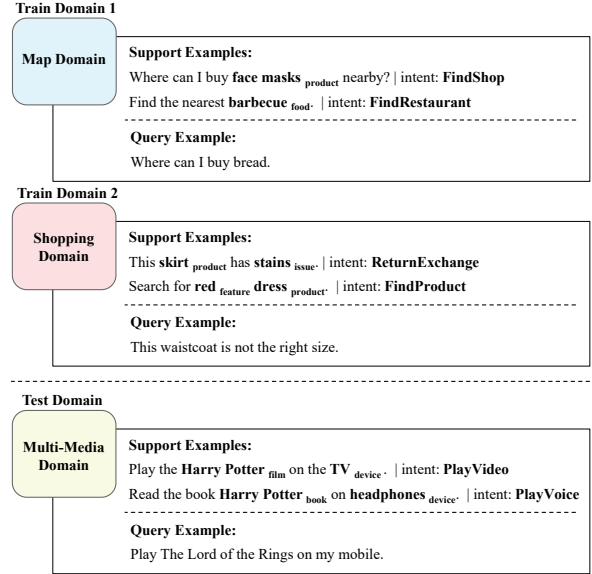 Train Domain 1
Map Domain
Support Examples:
Where can I buy face masks product nearby? | intent: FindShop
Find the nearest barbecue food. | intent: FindRestaurant
Query Example:
Where can I buy bread.
Train Domain 2
Shopping
Domain
Support Examples:
This skirt product has stains issue. | intent: ReturnExchange
Search for red feature dress product. | intent: FindProduct
Query Example:
This waistcoat is not the right size.
Test Domain
Multi-Media
Domain
Support Examples:
Play the Harry Potter film on the TV device. | intent: PlayVideo
Read the book Harry Potter book on headphones device. | intent: PlayVoice
Query Example:
Play The Lord of the Rings on my mobile.